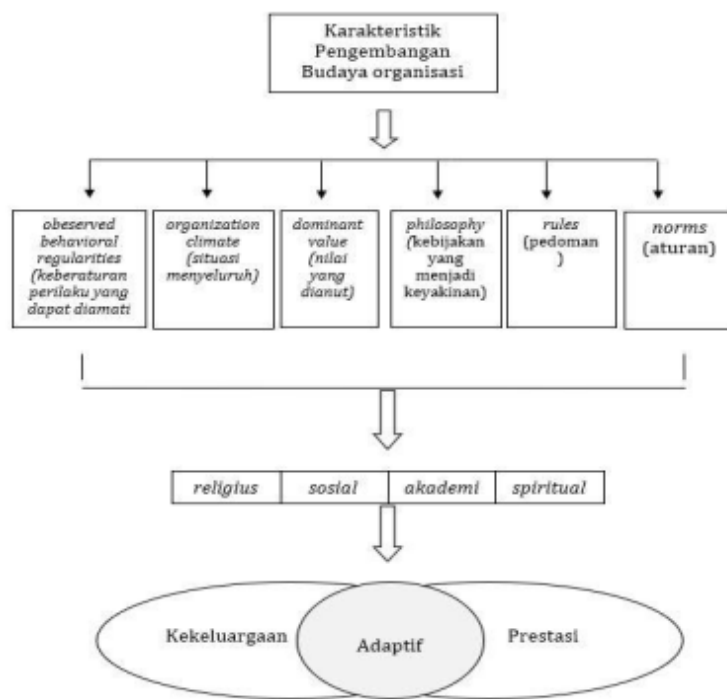 Karakteristik
Pengembangan
Budaya organisasi
obeserved
behavioral
regularities
(keberaturan
perilaku yang
dapat diamati
organization
climate
(situasi
menyeluruh)
dominant
value
(nilai
yang
dianut)
philosophy
(kebijakan
yang
menjadi
keyakinan)
rules
(pedoman
)
norms
(aturan)
religius sosial akademi spiritual
Kekeluargaan Adaptif Prestasi